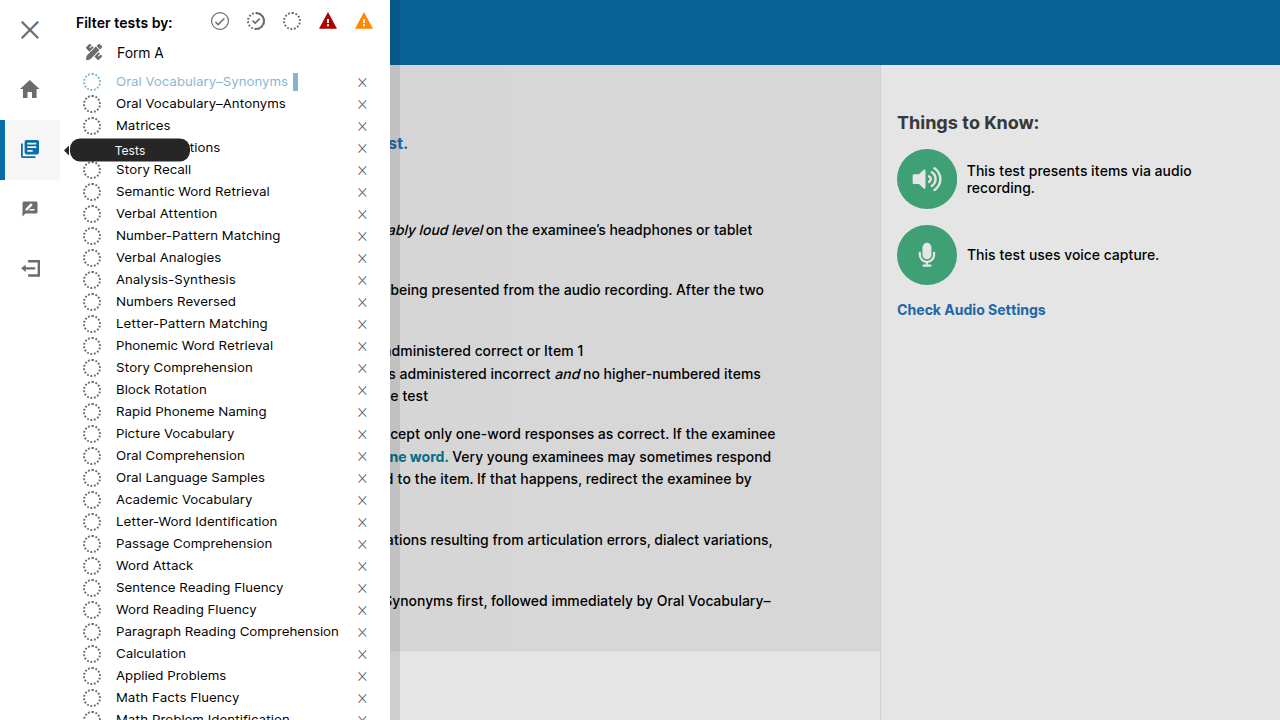 Filter tests by:
Form A
Oral Vocabulary–Synonyms
Oral Vocabulary–Antonyms
Matrices
tions
Tests
Story Recall
Semantic Word Retrieval
Verbal Attention
Number-Pattern Matching
Verbal Analogies
Analysis-Synthesis
Numbers Reversed
Letter-Pattern Matching
Phonemic Word Retrieval
Story Comprehension
Block Rotation
Rapid Phoneme Naming
Picture Vocabulary
Oral Comprehension
Oral Language Samples
Academic Vocabulary
Letter-Word Identification
Passage Comprehension
Word Attack
Sentence Reading Fluency
Word Reading Fluency
Paragraph Reading Comprehension
Calculation
Applied Problems
Math Facts Fluency
Math Problem Identification
st.
ably loud level on the examinee’s headphones or tablet
being presented from the audio recording. After the two
administered correct or Item 1
s administered incorrect and no higher-numbered items
e test
cept only one-word responses as correct. If the examinee
ne word. Very young examinees may sometimes respond
d to the item. If that happens, redirect the examinee by
ations resulting from articulation errors, dialect variations,
Synonyms first, followed immediately by Oral Vocabulary–
Things to Know:
This test presents items via audio
recording.
This test uses voice capture.
Check Audio Settings